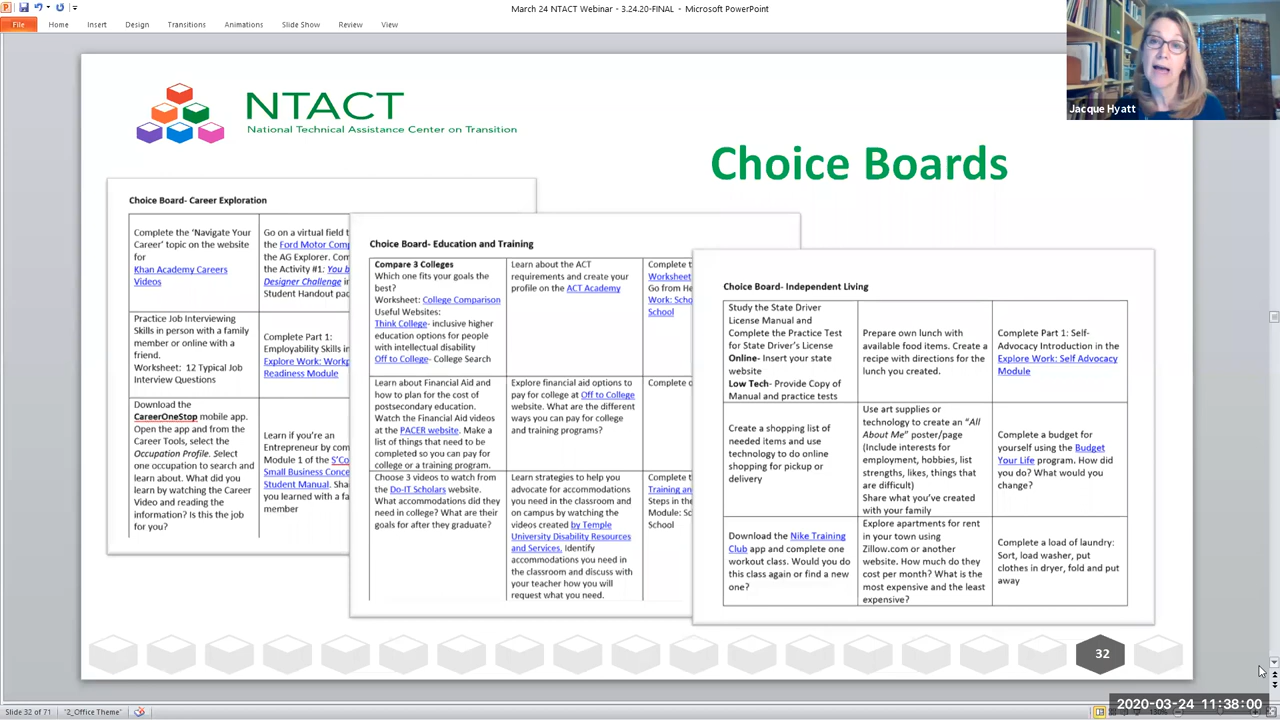 March 24 NTACT Webinar - 3.24.20-FINAL - Microsoft PowerPoint
File Home Insert Design Transitions Animations Slide Show Review View
Jacque Hyatt
NTACT
National Technical Assistance Center on Transition
Choice Boards
Choice Board- Career Exploration
Complete the ‘Navigate Your
Career’ topic on the website
for
Khan Academy Careers
Videos
Go on a virtual field
the Ford Motor
the AG Explorer.
the Activity #1:
Designer Challenge
Student Handout
Practice Job Interviewing
Skills in person with a family
member or online with a
friend.
Worksheet: 12 Typical Job
Interview Questions
Complete Part 1:
Employability Skills
Explore Work:
Readiness Module
Download the
CareerOneStop mobile app.
Open the app and from the
Career Tools, select the
Occupation Profile. Select
one occupation to search and
learn about. What did you
learn by watching the Career
Video and reading the
information? Is this the job
for you?
Learn if you’re an
Entrepreneur by
Module 1 of the
Small Business
Student Manual.
you learned with a
member
Choice Board- Education and Training
Compare 3 Colleges
Which one fits your goals the
best?
Worksheet: College Comparison
Useful Websites:
Think College- inclusive higher
education options for people
with intellectual disability
Off to College- College Search
Learn about the ACT
requirements and create your
profile on the ACT Academy
Complete
Worksheet
Go from
Work:
School
Learn about Financial Aid and
how to plan for the cost of
postsecondary education.
Watch the Financial Aid videos
at the PACER website. Make a
list of things that need to be
completed so you can pay for
college or a training program.
Explore financial aid options to
pay for college at Off to College
website. What are the different
ways you can pay for college
and training programs?
Complete
Choose 3 videos to watch from
the Do-IT Scholars website.
What accommodations did they
need in college? What are their
goals for after they graduate?
Learn strategies to help you
advocate for accommodations
you need in the classroom and
on campus by watching the
videos created by Temple
University Disability Resources
and Services. Identify
accommodations you need in
the classroom and discuss with
your teacher how you will
request what you need.
Complete
Training
Steps in the
Module:
School
Choice Board- Independent Living
Study the State Driver
License Manual and
Complete the Practice Test
for State Driver’s License
Online- Insert your state
website
Low Tech- Provide Copy of
Manual and practice tests
Prepare own lunch with
available food items. Create a
recipe with directions for the
lunch you created.
Complete Part 1: Self-
Advocacy Introduction in the
Explore Work: Self Advocacy
Module
Create a shopping list of
needed items and use
technology to do online
shopping for pickup or
delivery
Use art supplies or
technology to create an “All
About Me” poster/page
(Include interests for
employment, hobbies, list
strengths, likes, things that
are difficult)
Share what you’ve created
with your family
Complete a budget for
yourself using the Budget
Your Life program. How did
you do? What would you
change?
Download the Nike Training
Club app and complete one
workout class. Would you do
this class again or find a new
one?
Explore apartments for rent
in your town using
Zillow.com or another
website. How much do they
cost per month? What is the
most expensive and the least
expensive?
Complete a load of laundry:
Sort, load washer, put
clothes in dryer, fold and put
away
32
Slide 32 of 71 "2_Office Theme"
2020-03-24 11:38:00